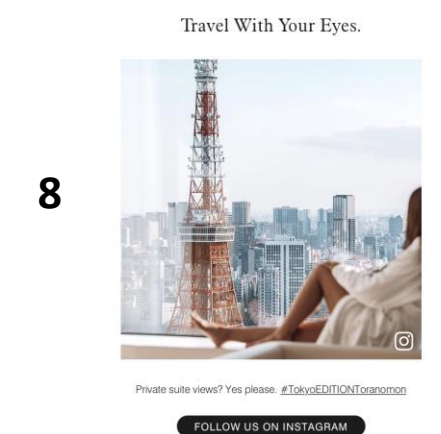 Travel With Your Eyes.
8
Private suite views? Yes please. #TokyoEDITIONToranomon
FOLLOW US ON INSTAGRAM